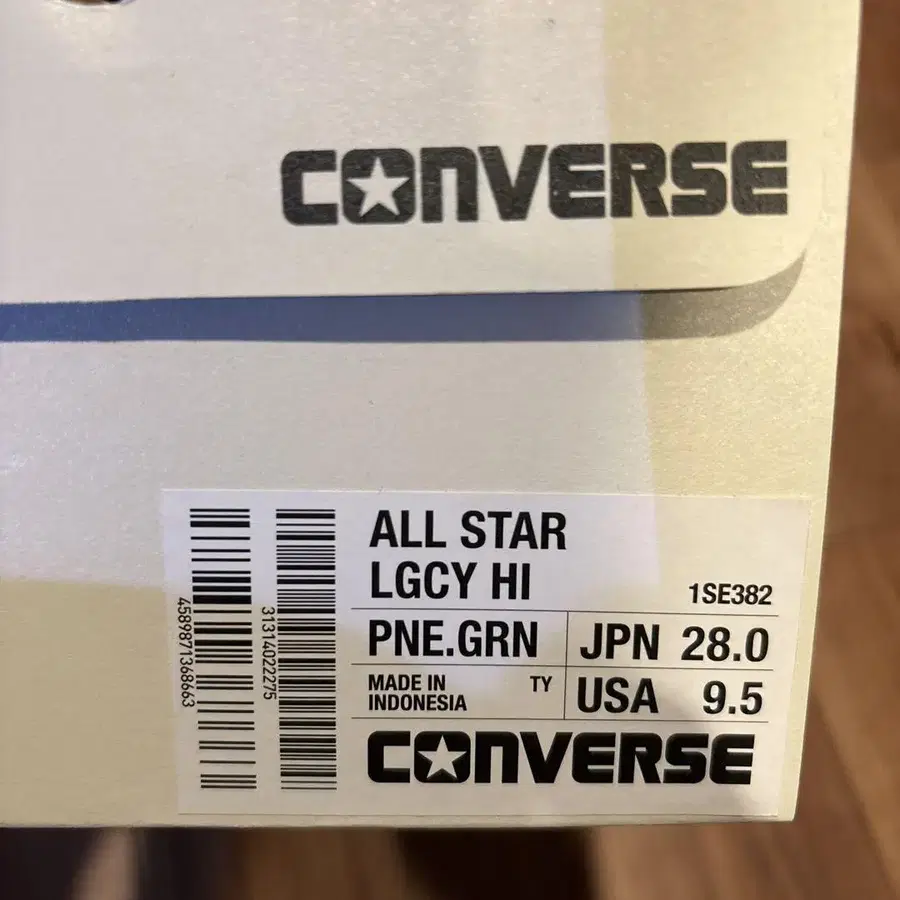 CONVERSE
ALL STAR
LGCY HI
1SE382
PNE.GRN
JPN 28.0
MADE IN
INDONESIA
TY
USA 9.5
CONVERSE
4589871368663
31314022275